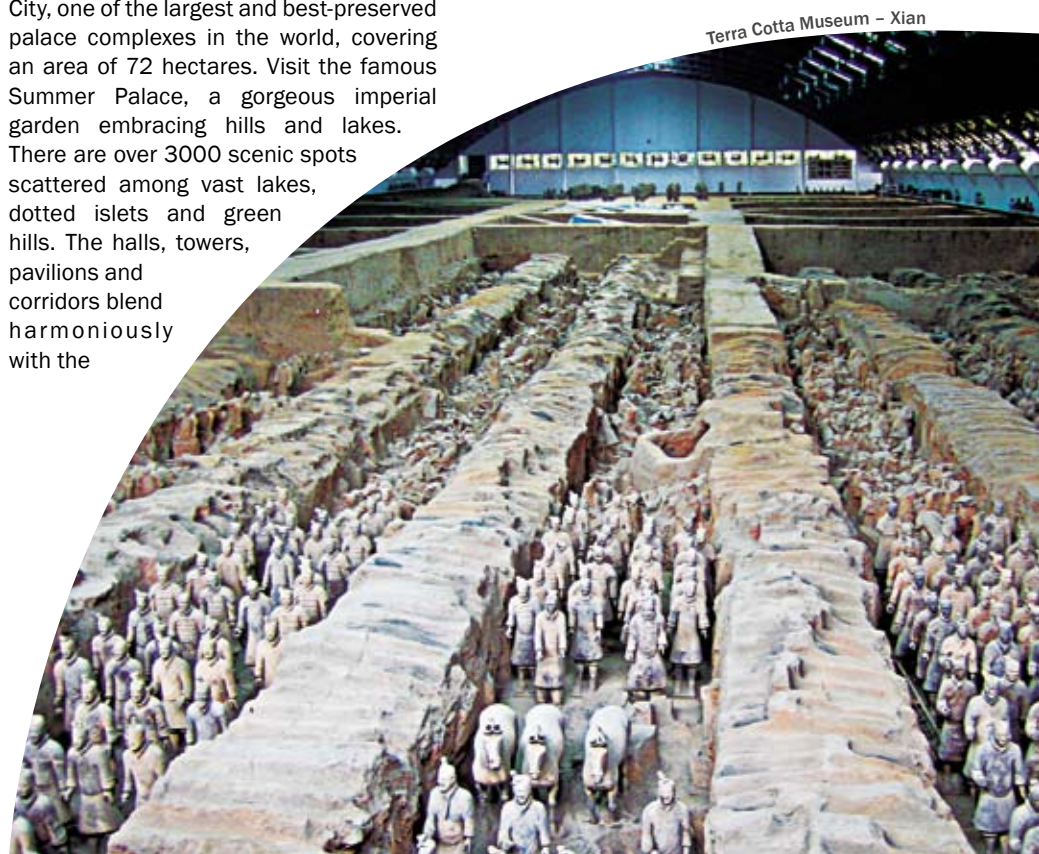 City, one of the largest and best-preserved
palace complexes in the world, covering
an area of 72 hectares. Visit the famous
Summer Palace, a gorgeous imperial
garden embracing hills and lakes.
There are over 3000 scenic spots
scattered among vast lakes,
dotted islets and green
hills. The halls, towers,
pavilions and
corridors blend
harmoniously
with the
Terra Cotta Museum – Xian